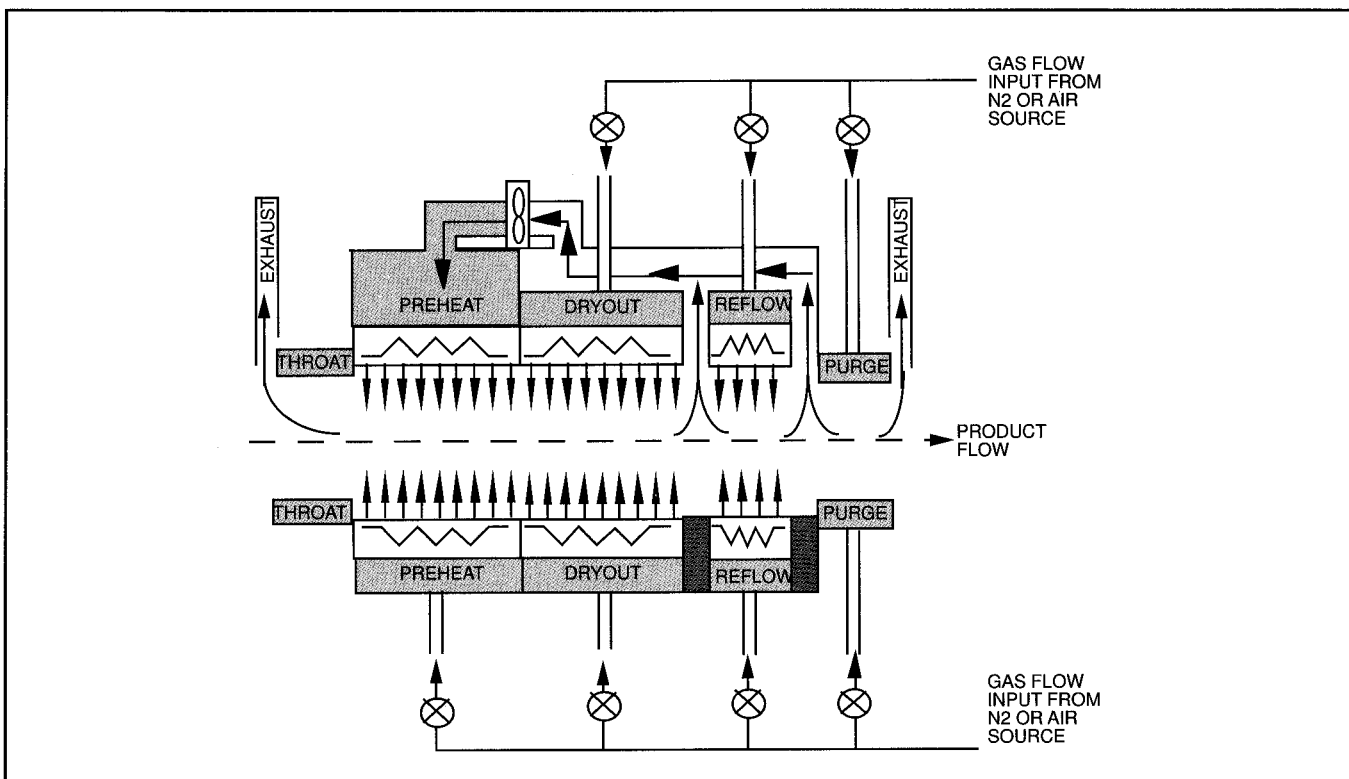 GAS FLOW
INPUT FROM
N2 OR AIR
SOURCE
EXHAUST
EXHAUST
PREHEAT
DRYOUT
REFLOW
THROAT
PURGE
PRODUCT
FLOW
THROAT
PURGE
PREHEAT
DRYOUT
REFLOW
GAS FLOW
INPUT FROM
N2 OR AIR
SOURCE